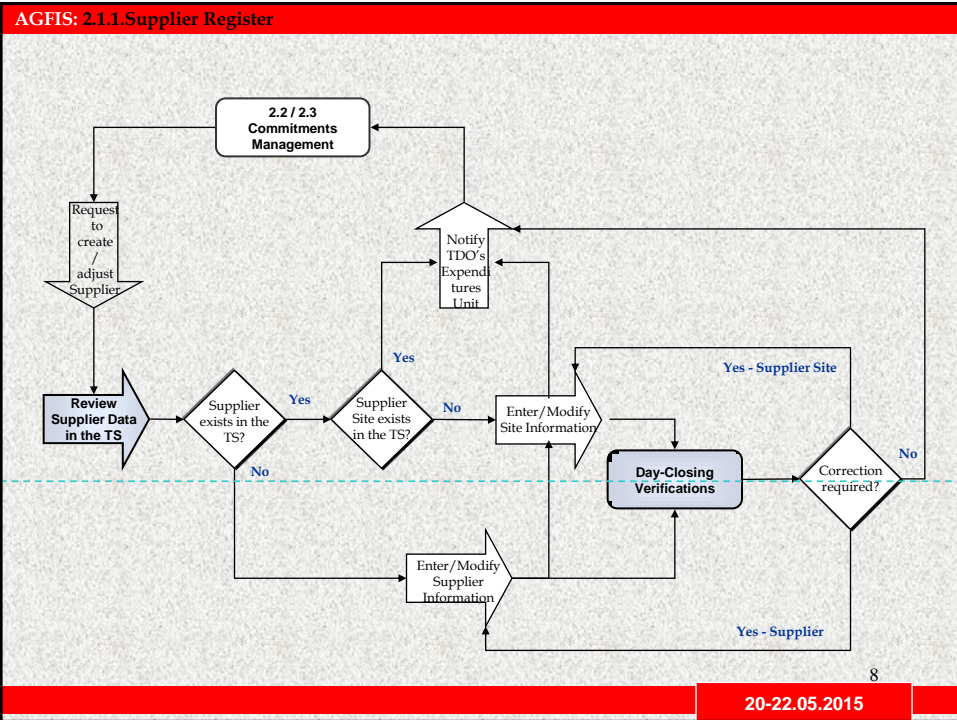 AGFIS: 2.1.1.Supplier Register
2.2 / 2.3
Commitments
Management
Request
to
create
/
adjust
Supplier
Notify
TDO's
Expendi
tures
Unit
Yes
Yes - Supplier Site
Review
Supplier Data
in the TS
Supplier
exists in the
TS?
Yes
Supplier
Site exists
in the TS?
No
Enter/Modify
Site Information
No
Day-Closing
Verifications
Correction
required?
No
Enter/Modify
Supplier
Information
Yes - Supplier
8
20-22.05.2015